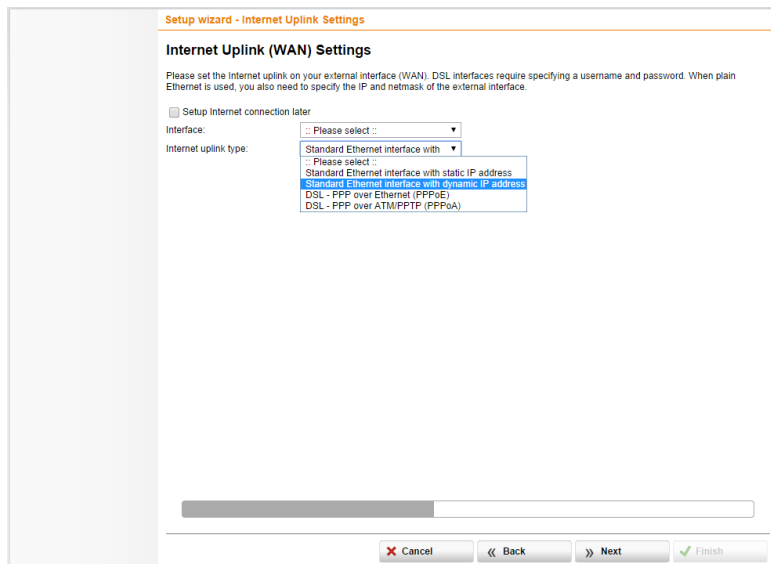 Setup wizard - Internet Uplink Settings
Internet Uplink (WAN) Settings
Please set the Internet uplink on your external interface (WAN). DSL interfaces require specifying a username and password. When plain
Ethernet is used, you also need to specify the IP and netmask of the external interface.
Setup Internet connection later
Interface: :: Please select ::
Internet uplink type: Standard Ethernet interface with
:: Please select ::
Standard Ethernet interface with static IP address
Standard Ethernet interface with dynamic IP address
DSL - PPP over Ethernet (PPPoE)
DSL - PPP over ATM/PPTP (PPPoA)
Cancel Back Next Finish